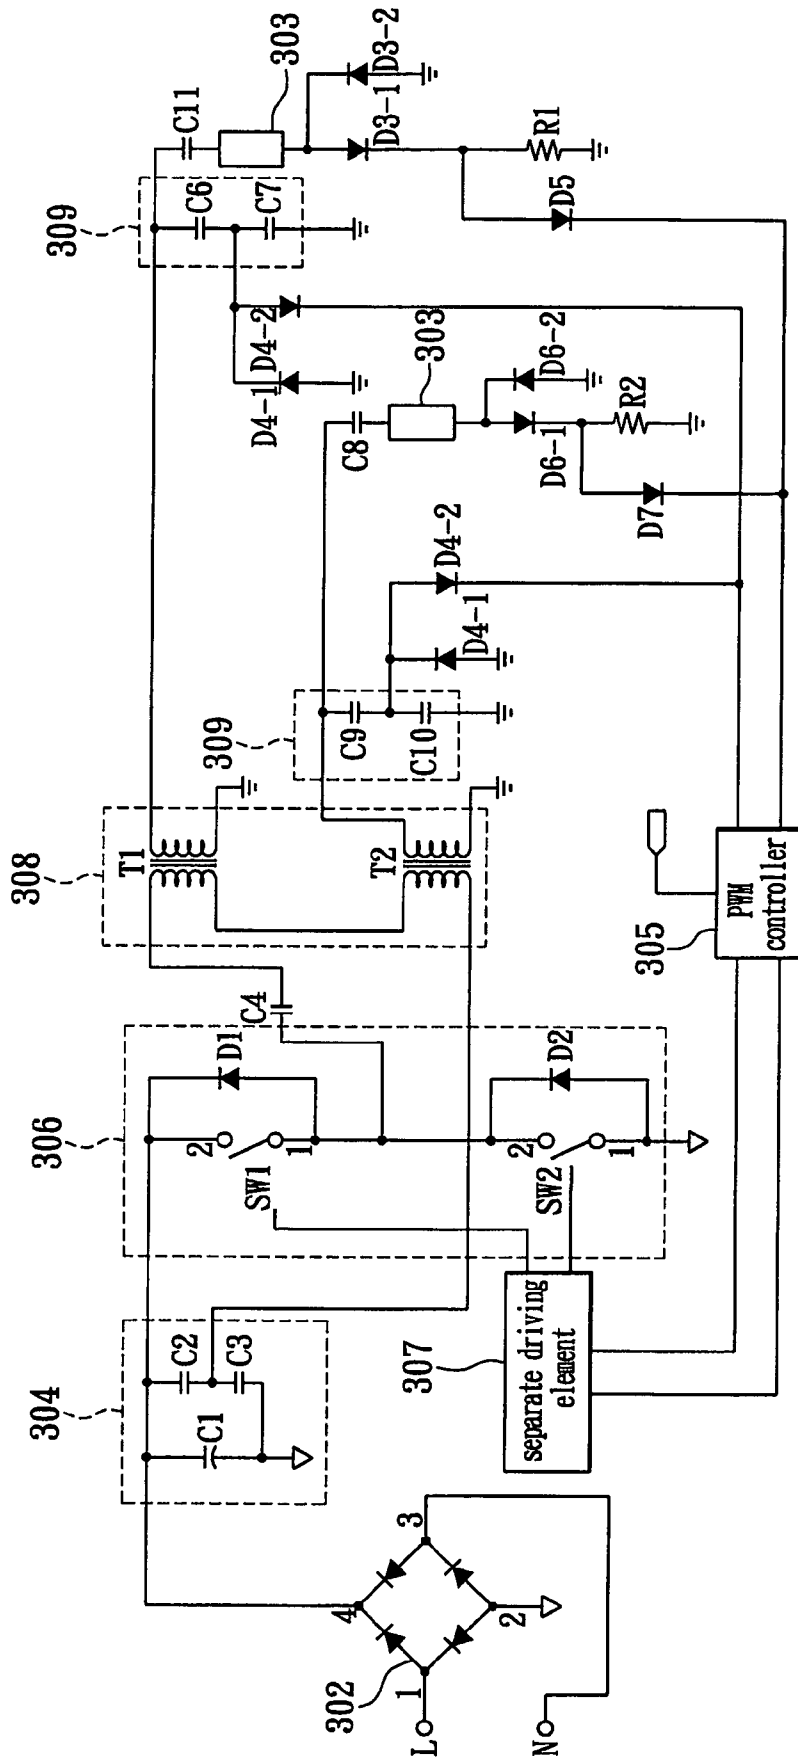 302
L
N
1
2
3
4
304
C1
C2
C3
306
SW1
2
1
D1
SW2
2
1
D2
307
separate driving
element
C4
308
T1
T2
305
PWM
controller
309
C9
C10
D4-1
D4-2
C8
303
D6-1
D6-2
D7
R2
309
C6
C7
D4-1
D4-2
C11
303
D3-1
D3-2
D5
R1